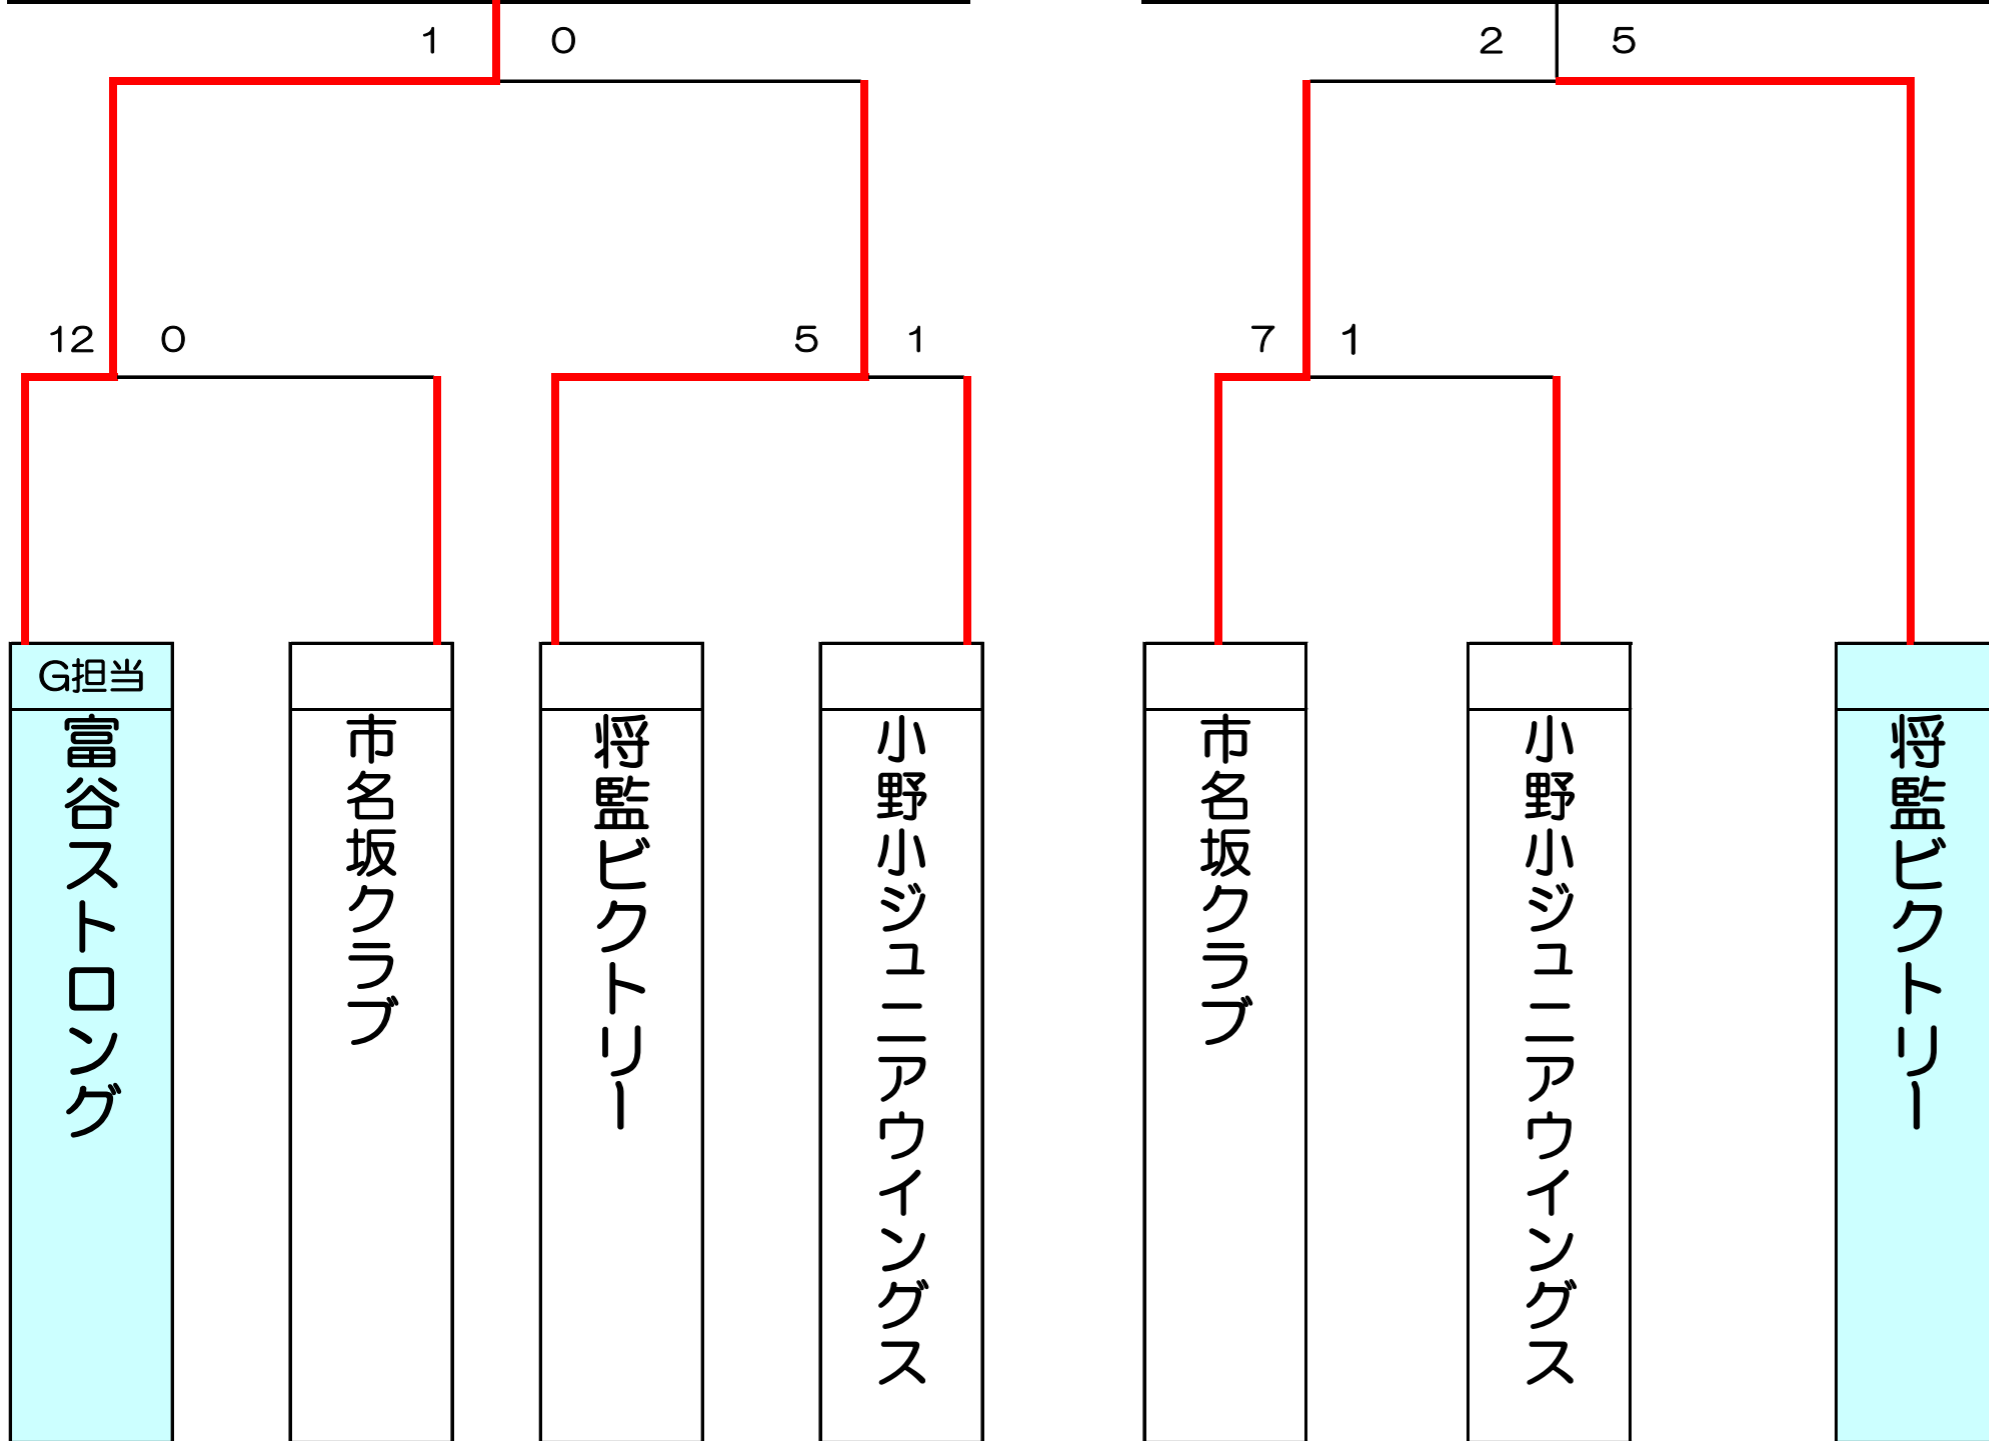 1 0
2 5
12 0
5 1
7 1
G担当
富谷ストロング
市名坂クラブ
将監ビクトリー
小野小ジュニアウイングス
市名坂クラブ
小野小ジュニアウイングス
将監ビクトリー